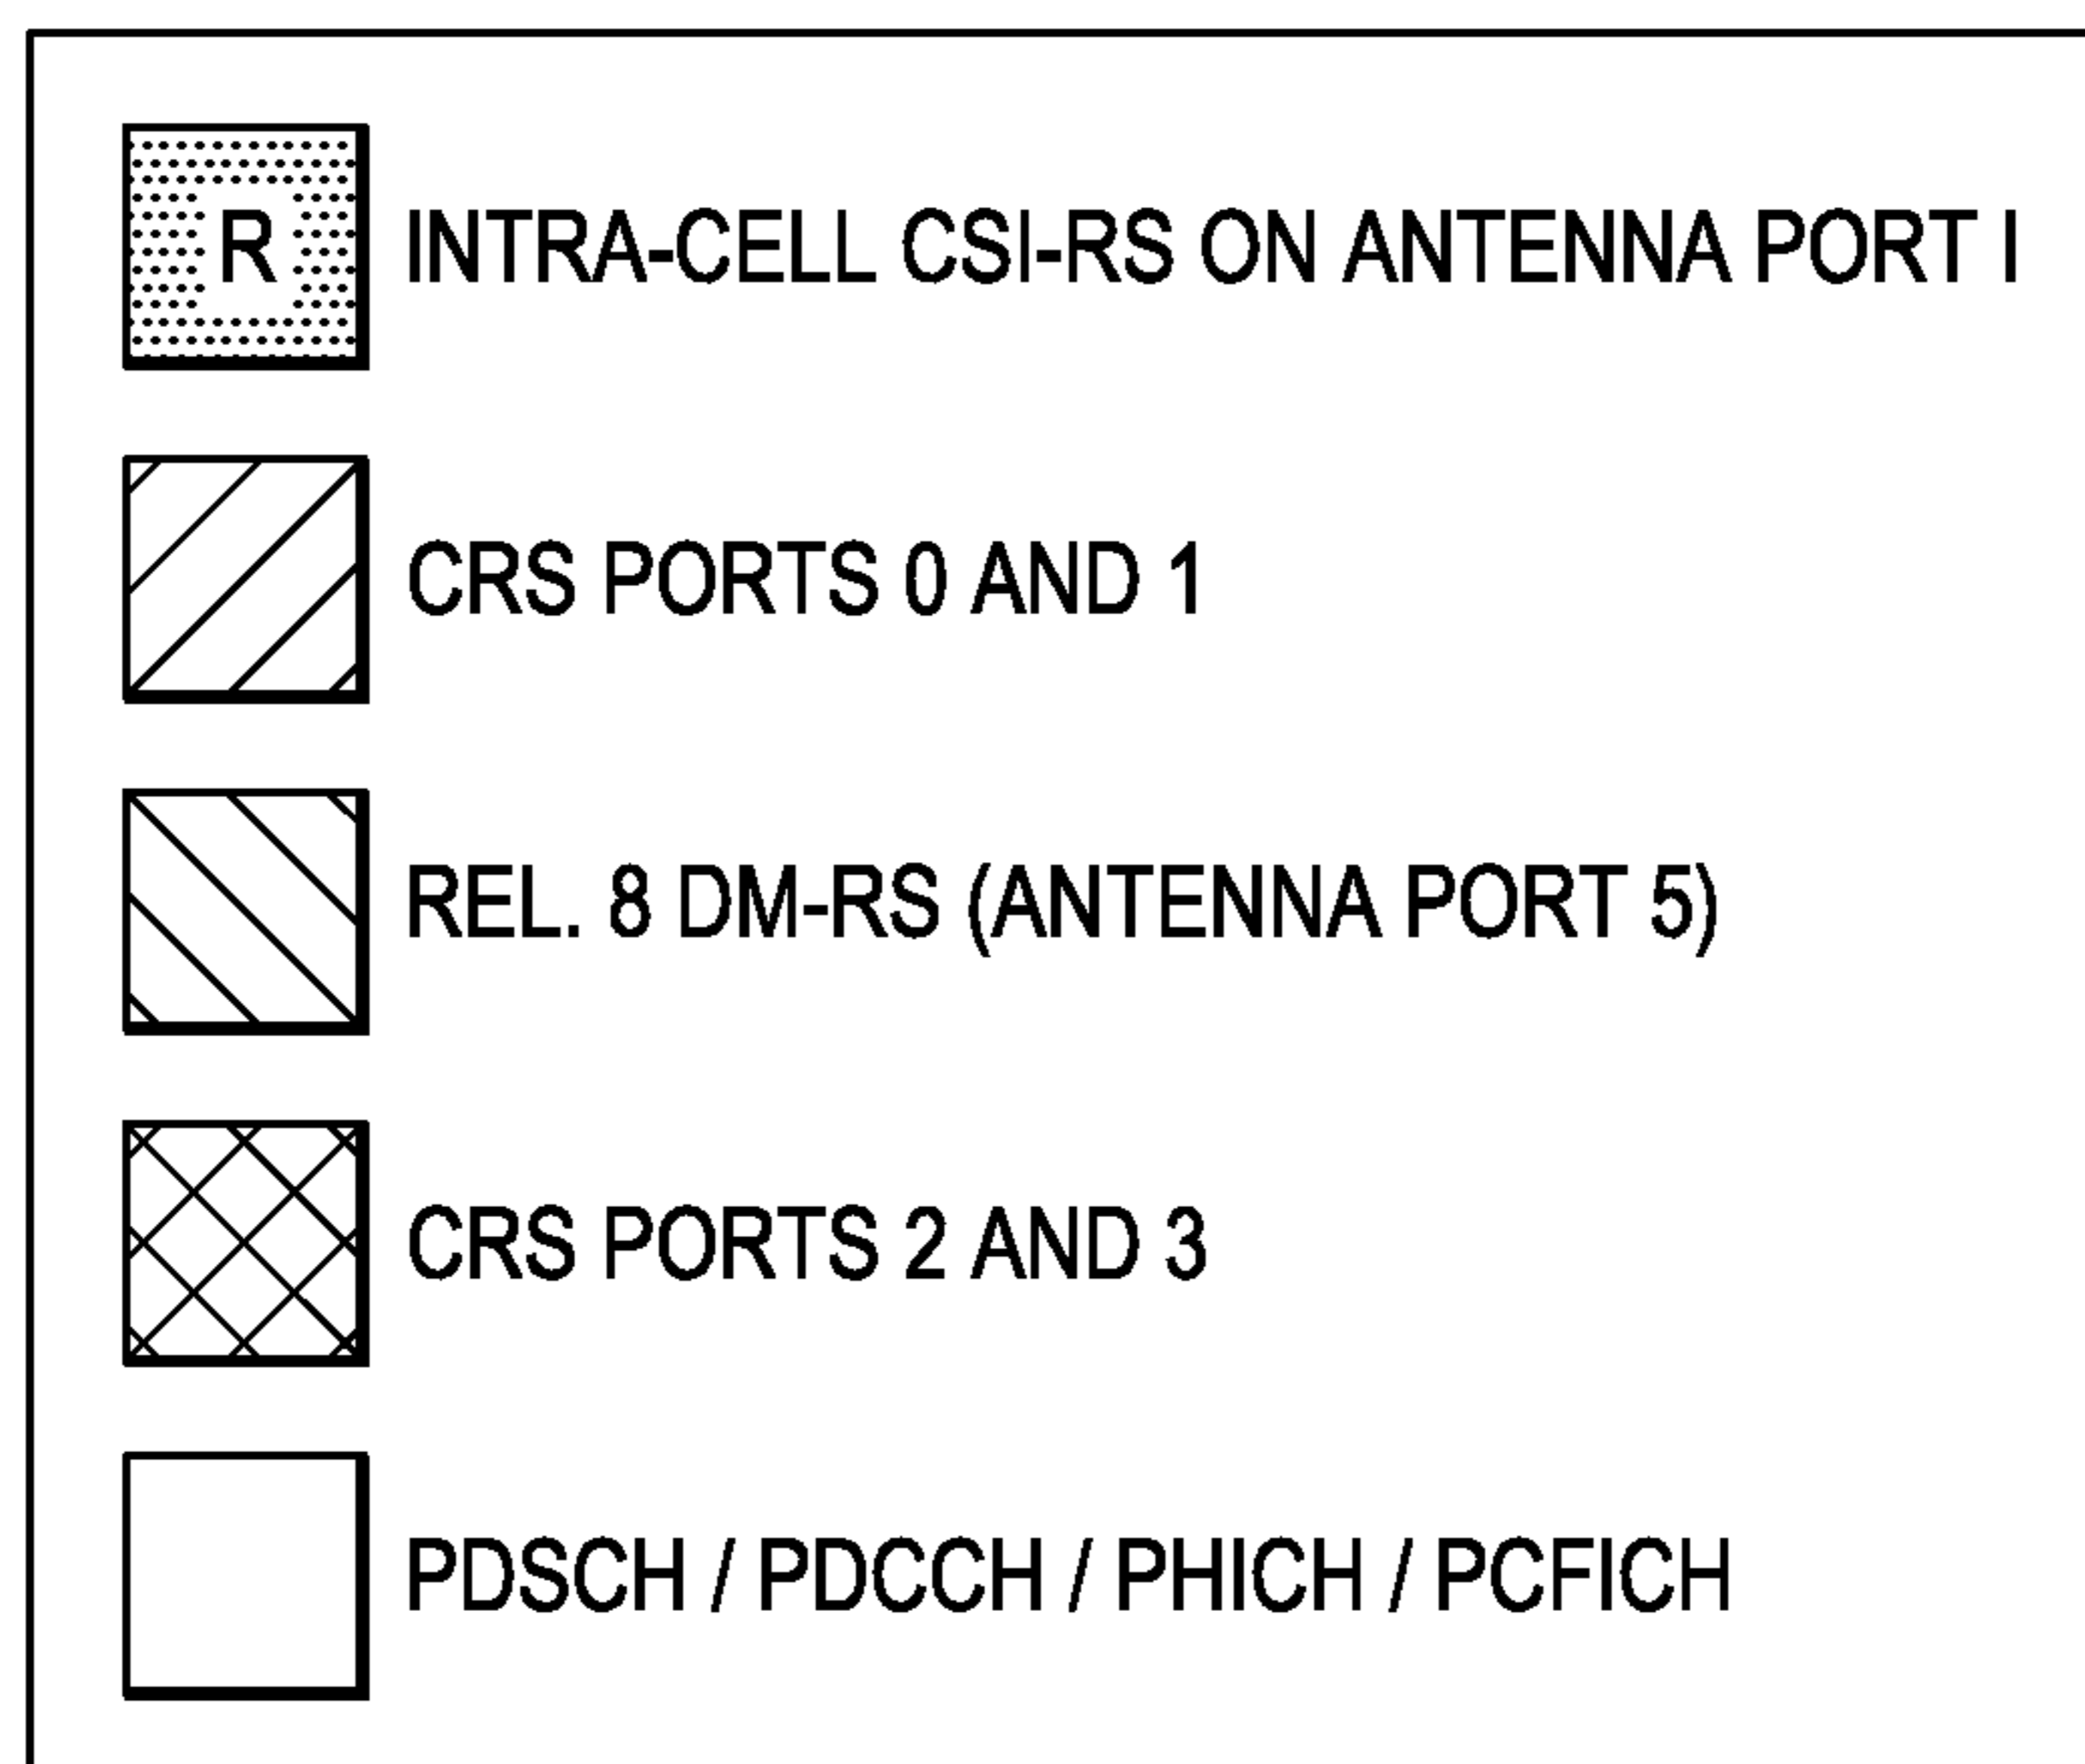 R INTRA-CELL CSI-RS ON ANTENNA PORT I
CRS PORTS 0 AND 1
REL. 8 DM-RS (ANTENNA PORT 5)
CRS PORTS 2 AND 3
PDSCH / PDCCH / PHICH / PCFICH